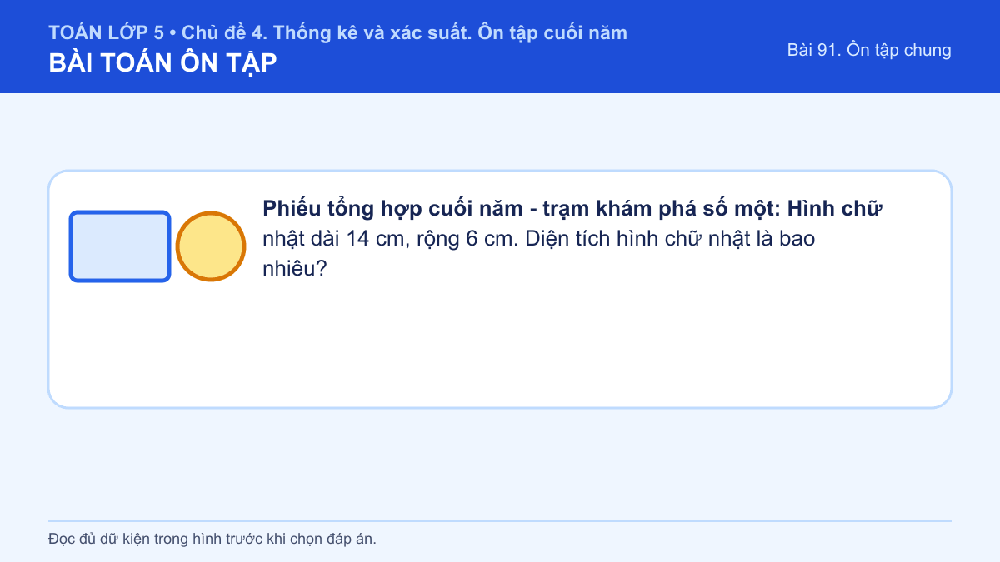 TOÁN LỚP 5 • Chủ đề 4. Thống kê và xác suất. Ôn tập cuối năm
BÀI TOÁN ÔN TẬP
Bài 91. Ôn tập chung
Phiếu tổng hợp cuối năm - trạm khám phá số một: Hình chữ
nhật dài 14 cm, rộng 6 cm. Diện tích hình chữ nhật là bao
nhiêu?
Đọc đủ dữ kiện trong hình trước khi chọn đáp án.